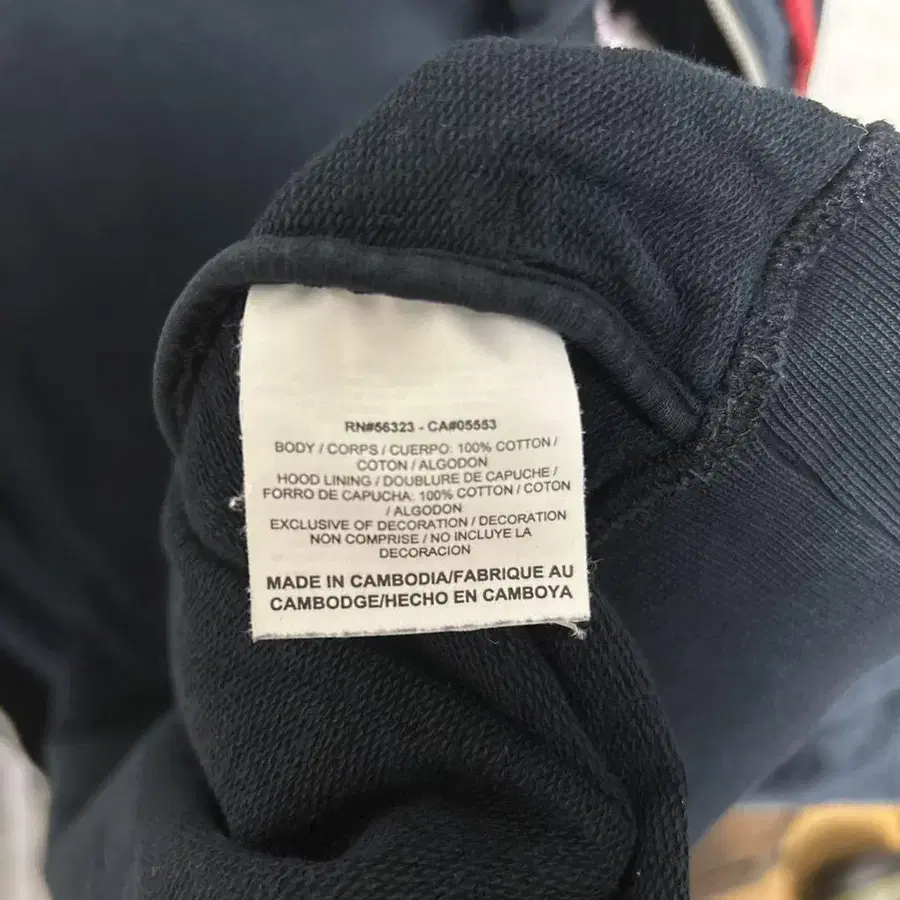 RN#56323 - CA#05553
BODY / CORPS / CUERPO: 100% COTTON /
COTON / ALGODON
HOOD LINING / DOUBLURE DE CAPUCHE /
FORRO DE CAPUCHA: 100% COTTON / COTON
/ ALGODON
EXCLUSIVE OF DECORATION / DECORATION
NON COMPRISE / NO INCLUYE LA
DECORACION
MADE IN CAMBODIA/FABRIQUE AU
CAMBODGE/HECHO EN CAMBOYA